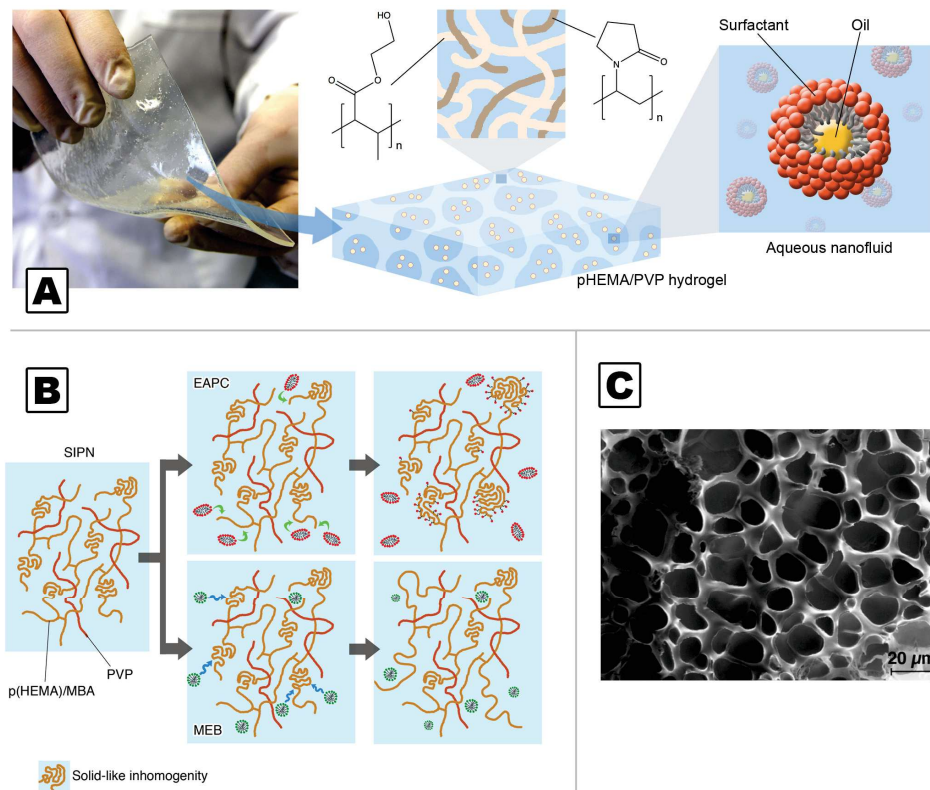 HO
O
O
n
N
O
n
Surfactant
Oil
Aqueous nanofluid
pHEMA/PVP hydrogel
A
B
SIPN
PVP
p(HEMA)/MBA
EAPC
MEB
Solid-like inhomogenity
C
20 µm